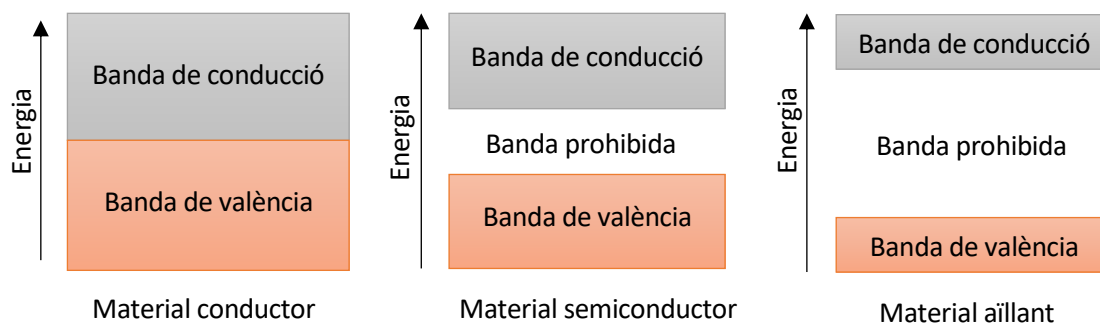 Energia
Banda de conducció
Banda de valència
Material conductor
Energia
Banda de conducció
Banda prohibida
Banda de valència
Material semiconductor
Energia
Banda de conducció
Banda prohibida
Banda de valència
Material aïllant